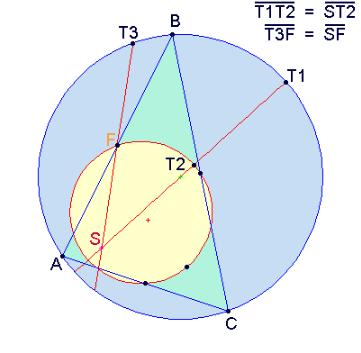 T1T2 = ST2
T3F = SF
T3
B
T1
F
T2
S
A
C